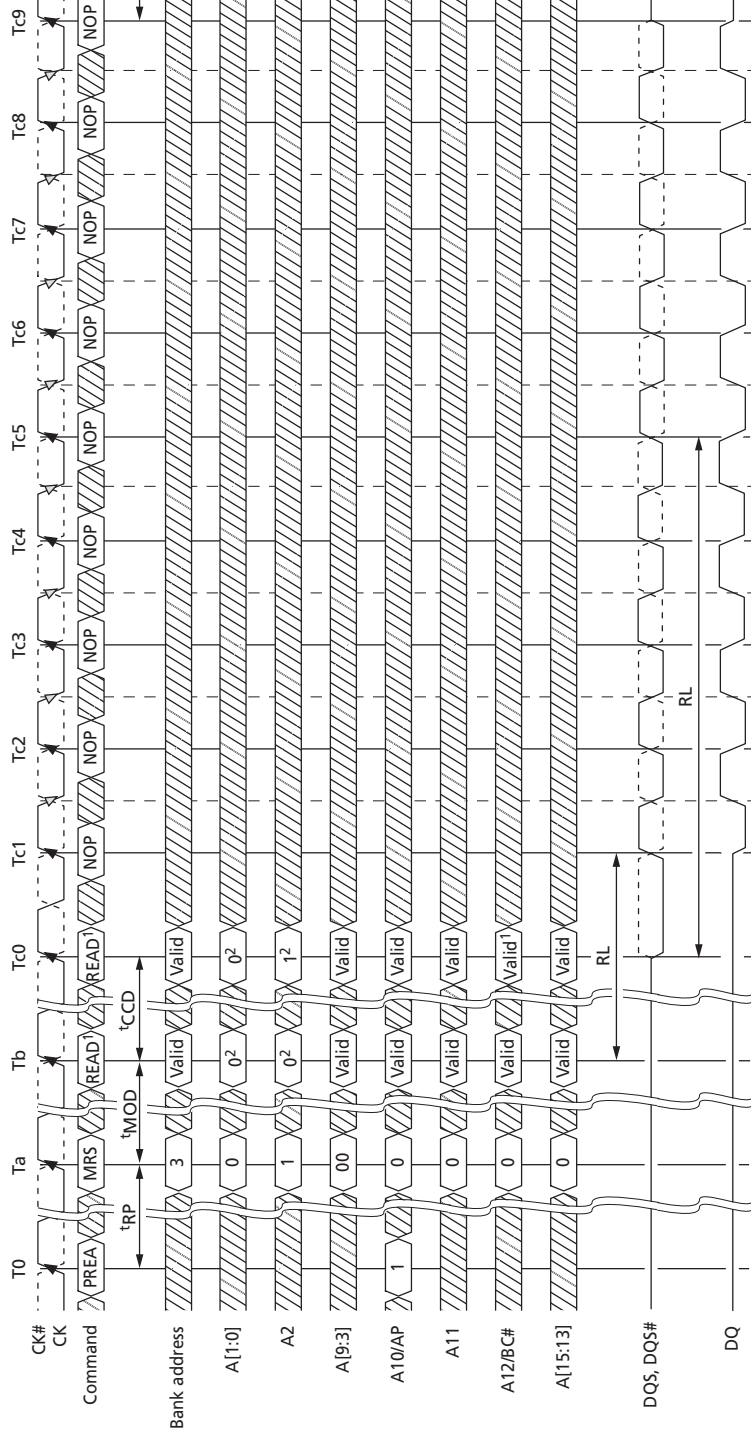 T0 Ta Tb Tc0 Tc1 Tc2 Tc3 Tc4 Tc5 Tc6 Tc7 Tc8 Tc9
CK#
CK
Command PREA MRS READ1 READ1 NOP NOP NOP NOP NOP NOP NOP NOP NOP
tRP tMOD tCCD
Bank address 3 Valid Valid
A[1:0] 0 02 02
A2 1 02 12
A[9:3] 00 Valid Valid
A10/AP 1 0 Valid Valid
A11 0 Valid Valid
A12/BC# 0 Valid Valid1
A[15:13] 0 Valid Valid
RL
DQS, DQS#
RL
DQ